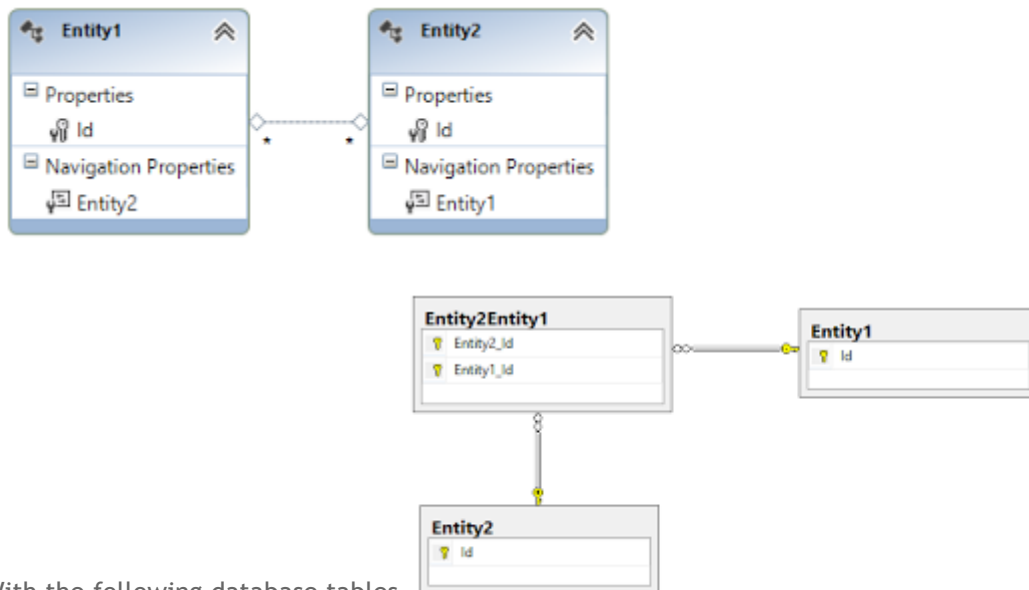 Entity1
Properties
Id
Navigation Properties
Entity2
*
*
Entity2
Properties
Id
Navigation Properties
Entity1
Entity2Entity1
Entity2_Id
Entity1_Id
Entity1
Id
Entity2
Id
With the following database tables